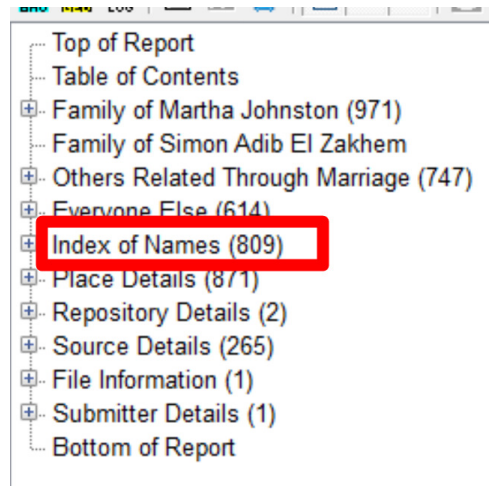 Top of Report
Table of Contents
Family of Martha Johnston (971)
Family of Simon Adib El Zakhem
Others Related Through Marriage (747)
Everyone Else (614)
Index of Names (809)
Place Details (871)
Repository Details (2)
Source Details (265)
File Information (1)
Submitter Details (1)
Bottom of Report